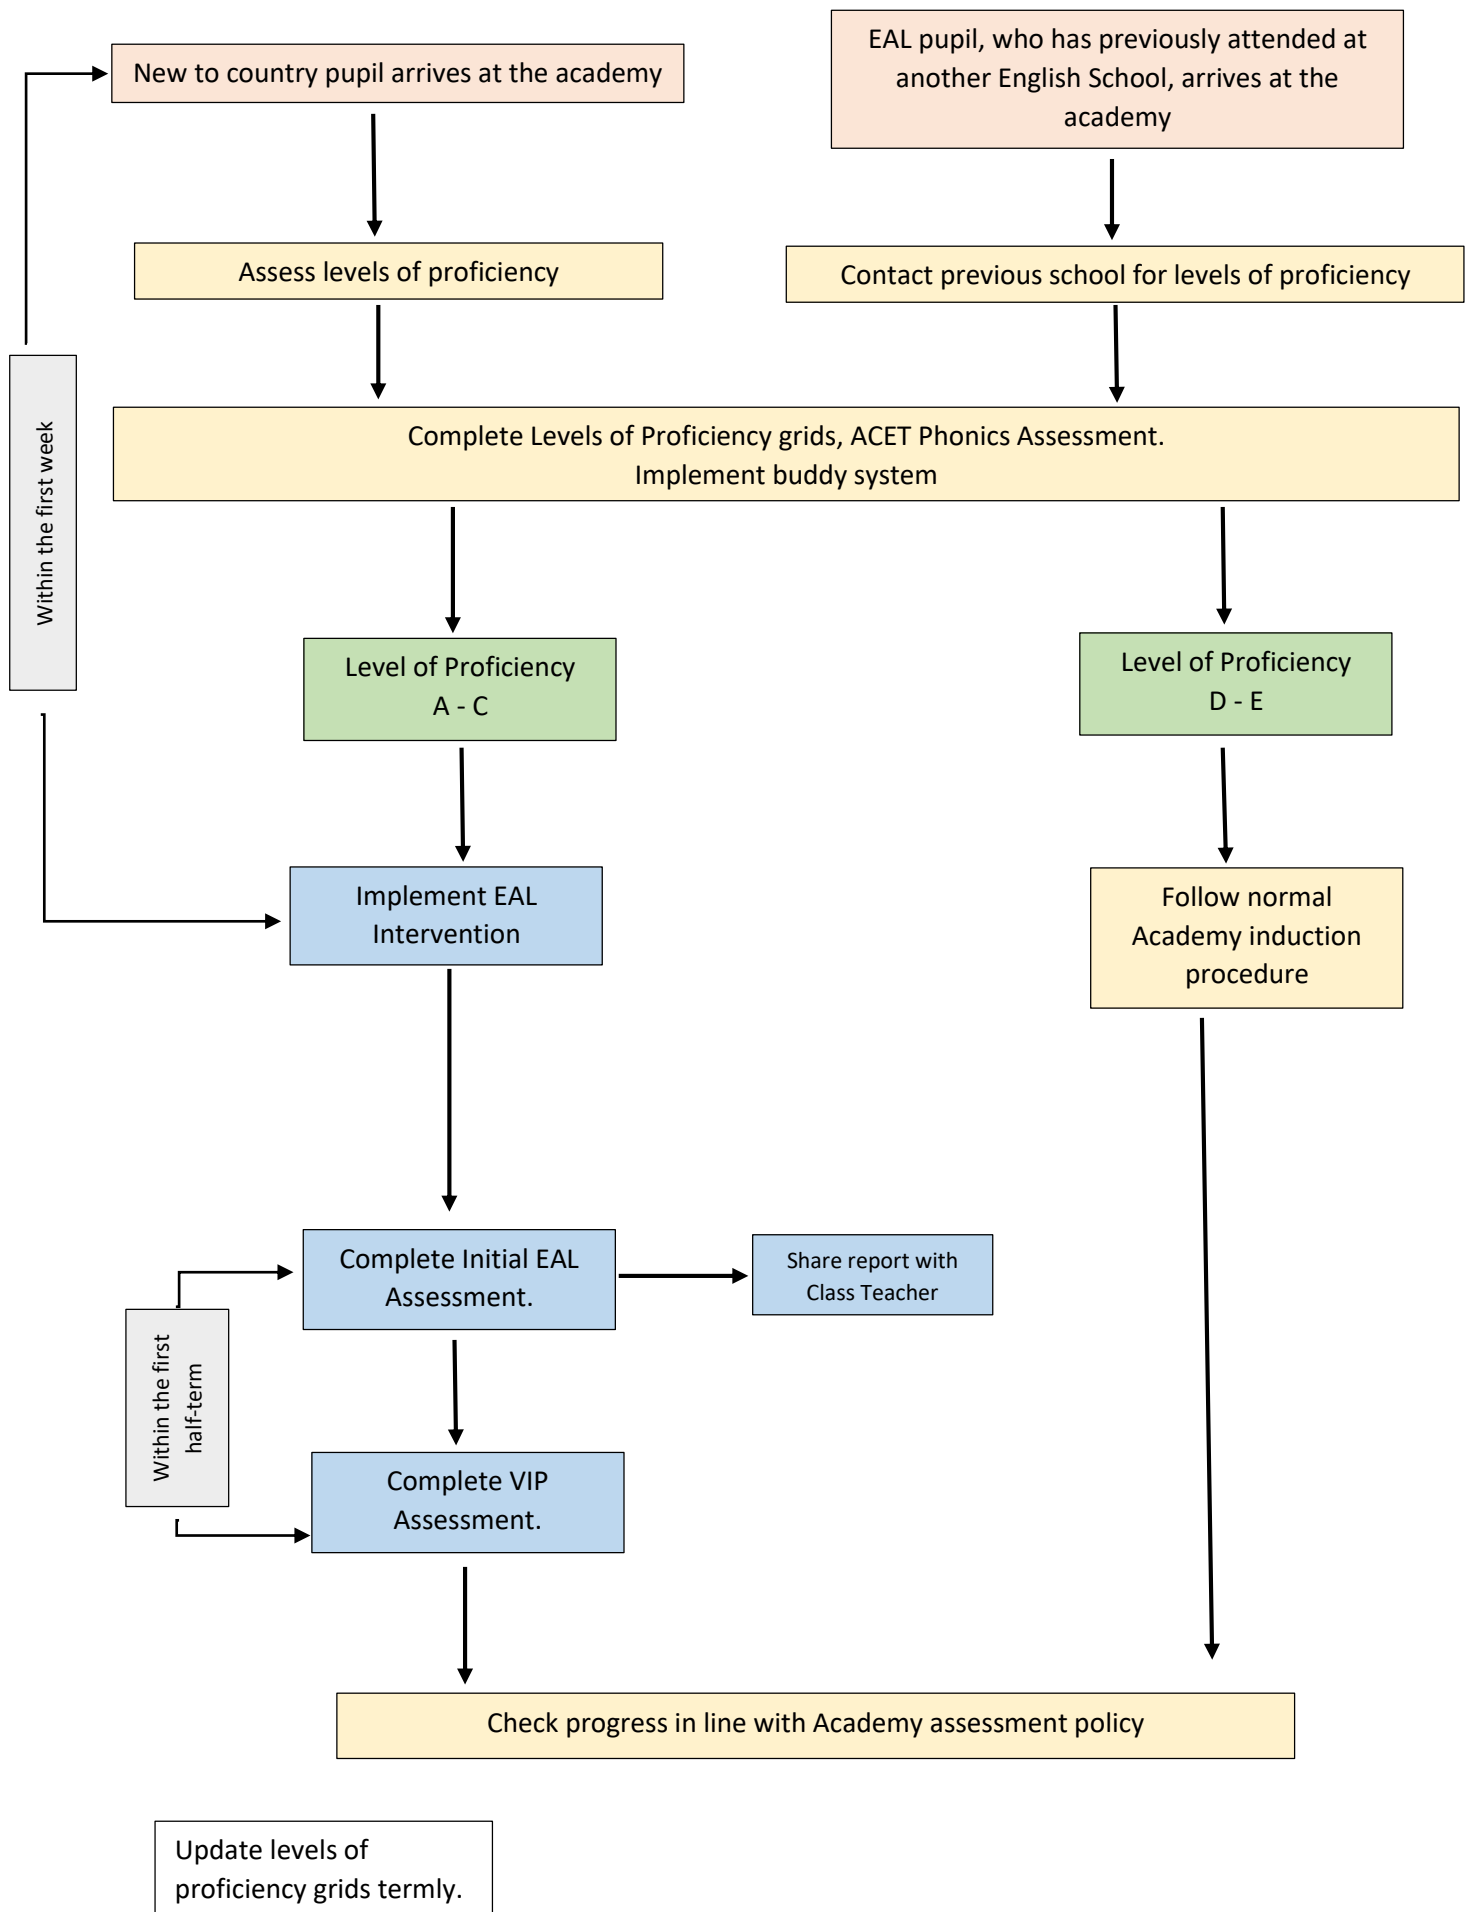 New to country pupil arrives at the academy
EAL pupil, who has previously attended at
another English School, arrives at the
academy
Assess levels of proficiency
Contact previous school for levels of proficiency
Within the first week
Complete Levels of Proficiency grids, ACET Phonics Assessment.
Implement buddy system
Level of Proficiency
A - C
Level of Proficiency
D - E
Implement EAL
Intervention
Follow normal
Academy induction
procedure
Complete Initial EAL
Assessment.
Share report with
Class Teacher
Within the first
half-term
Complete VIP
Assessment.
Check progress in line with Academy assessment policy
Update levels of
proficiency grids termly.